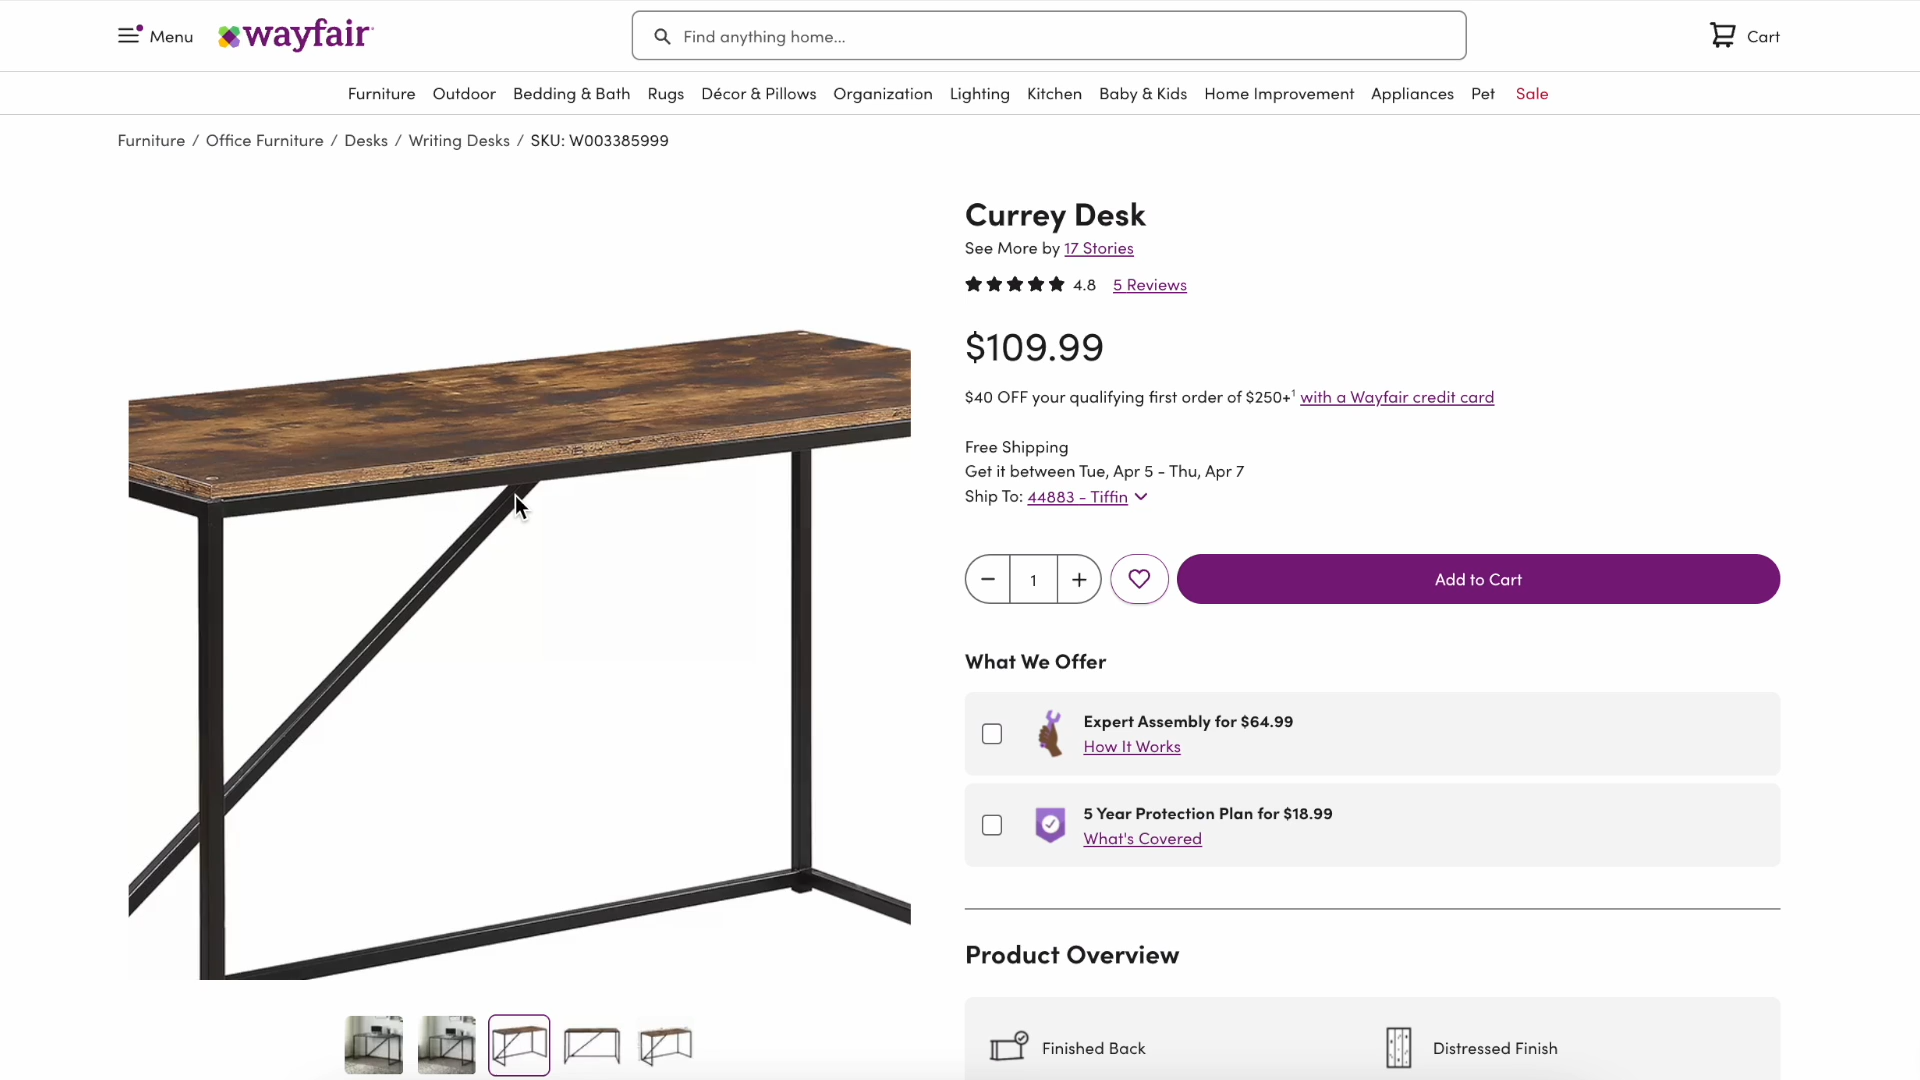 Menu
wayfair
Find anything home...
Cart
Furniture Outdoor Bedding & Bath Rugs Décor & Pillows Organization Lighting Kitchen Baby & Kids Home Improvement Appliances Pet Sale
Furniture / Office Furniture / Desks / Writing Desks / SKU: W003385999
Currey Desk
See More by 17 Stories
4.8 5 Reviews
$109.99
$40 OFF your qualifying first order of $250+¹ with a Wayfair credit card
Free Shipping
Get it between Tue, Apr 5 - Thu, Apr 7
Ship To: 44883 - Tiffin
1
Add to Cart
What We Offer
Expert Assembly for $64.99
How It Works
5 Year Protection Plan for $18.99
What's Covered
Product Overview
Finished Back
Distressed Finish